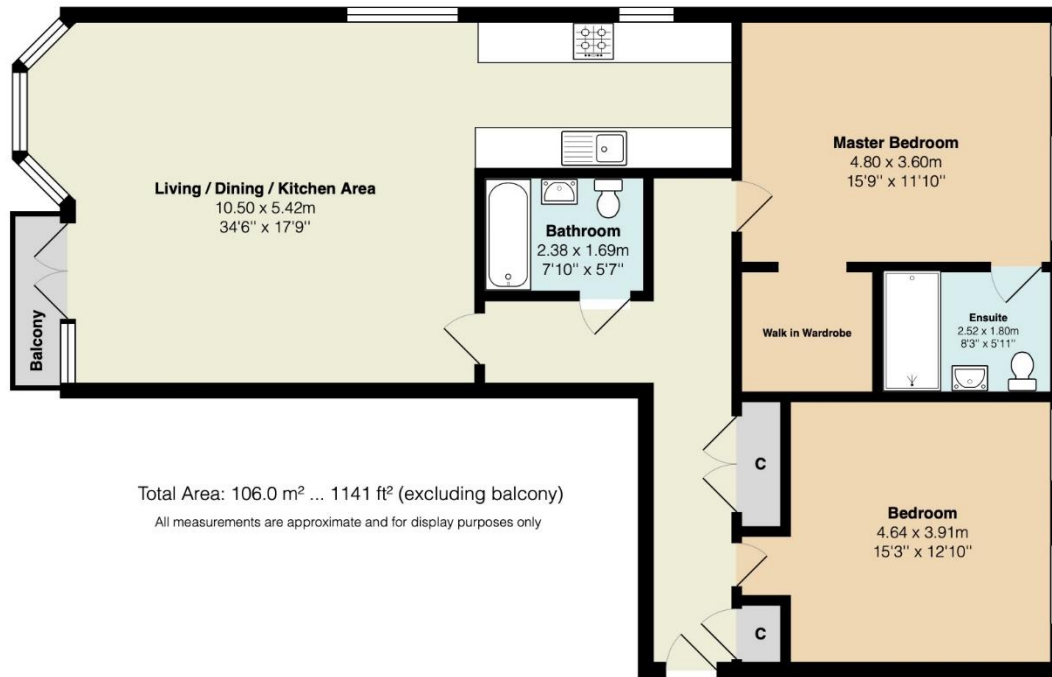 Living / Dining / Kitchen Area
10.50 x 5.42m
34'6'' x 17'9''
Balcony
Bathroom
2.38 x 1.69m
7'10'' x 5'7''
Master Bedroom
4.80 x 3.60m
15'9'' x 11'10''
Walk in Wardrobe
Ensuite
2.52 x 1.80m
8'3'' x 5'11''
C
Bedroom
4.64 x 3.91m
15'3'' x 12'10''
C
Total Area: 106.0 m² ... 1141 ft² (excluding balcony)
All measurements are approximate and for display purposes only